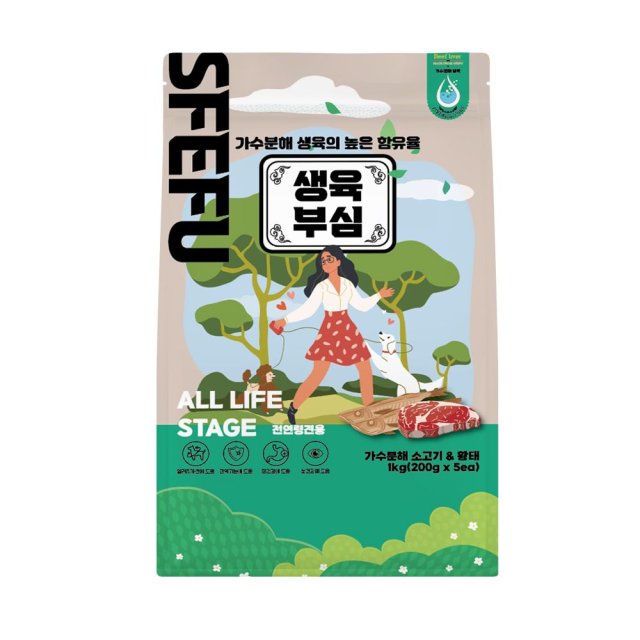 SFEFU
가수분해 생육의 높은 함유율
생육
부심
ALL LIFE
STAGE 전연령견용
가수분해 소고기 & 황태
1kg(200g x 5ea)